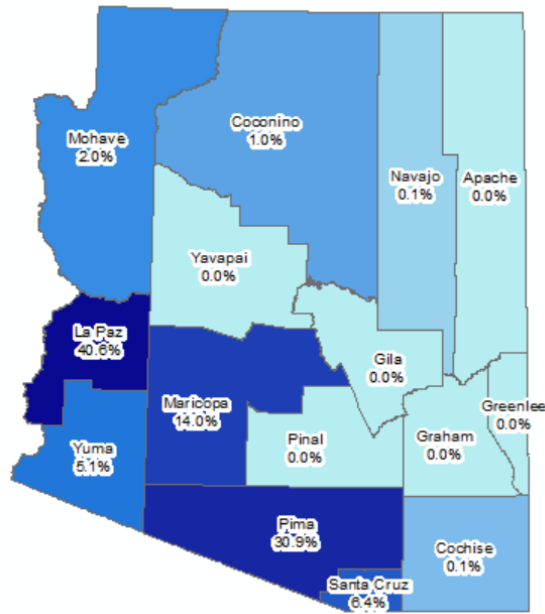 Mohave
2.0%
Coconino
1.0%
Navajo
0.1%
Apache
0.0%
Yavapai
0.0%
La Paz
40.6%
Gila
0.0%
Maricopa
14.0%
Greenlee
0.0%
Yuma
5.1%
Pinal
0.0%
Graham
0.0%
Pima
30.9%
Cochise
0.1%
Santa Cruz
6.4%